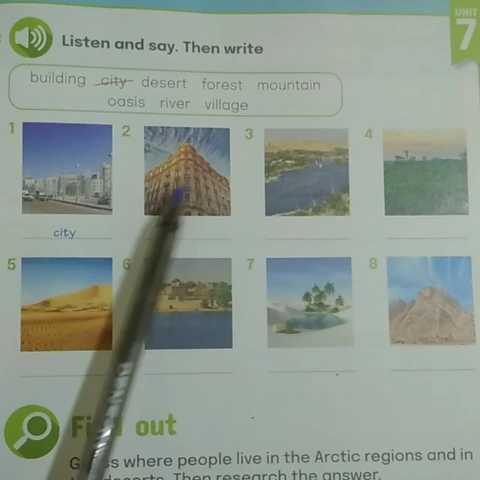 UNIT
7
Listen and say. Then write
building city desert forest mountain
oasis river village
1 2 3 4
city
5 6 7 8
out
where people live in the Arctic regions and in
deserts. Then research the answer.